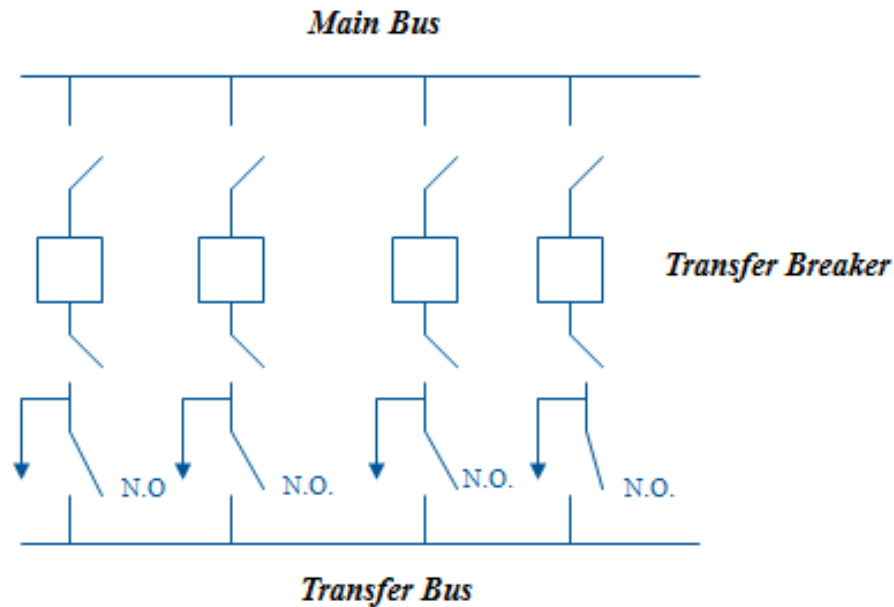 Main Bus
Transfer Breaker
N.O
N.O.
N.O.
N.O.
Transfer Bus